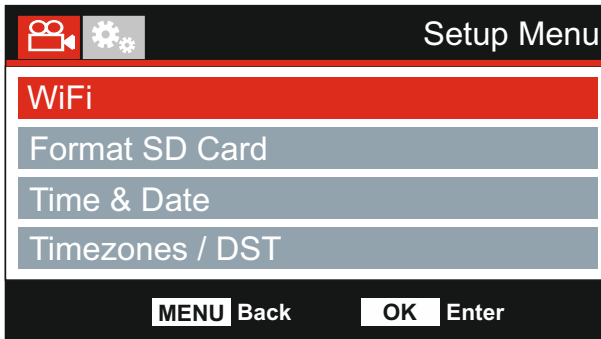 Setup Menu
WiFi
Format SD Card
Time & Date
Timezones / DST
MENU Back OK Enter